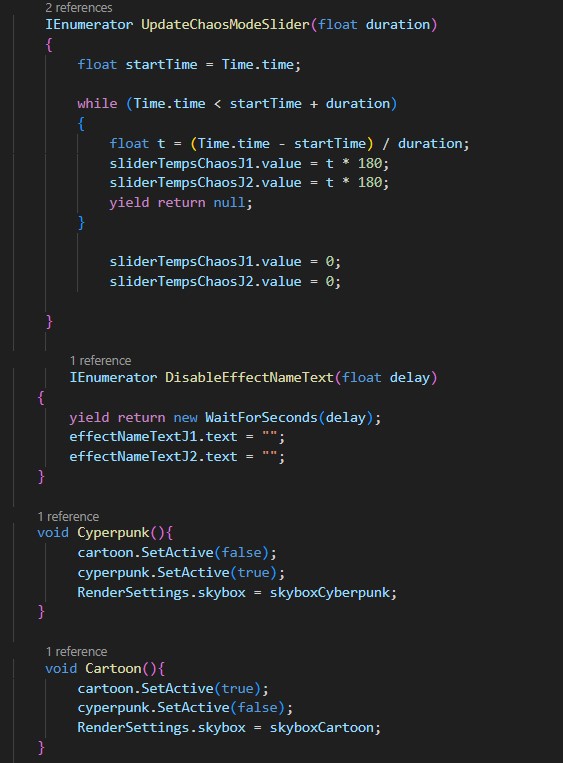 2 references
IEnumerator UpdateChaosModeSlider(float duration)
{
float startTime = Time.time;
while (Time.time < startTime + duration)
{
float t = (Time.time - startTime) / duration;
sliderTempsChaosJ1.value = t * 180;
sliderTempsChaosJ2.value = t * 180;
yield return null;
}
sliderTempsChaosJ1.value = 0;
sliderTempsChaosJ2.value = 0;
}
1 reference
IEnumerator DisableEffectNameText(float delay)
{
yield return new WaitForSeconds(delay);
effectNameTextJ1.text = "";
effectNameTextJ2.text = "";
}
1 reference
void Cyperpunk(){
cartoon.SetActive(false);
cyperpunk.SetActive(true);
RenderSettings.skybox = skyboxCyberpunk;
}
1 reference
void Cartoon(){
cartoon.SetActive(true);
cyperpunk.SetActive(false);
RenderSettings.skybox = skyboxCartoon;
}